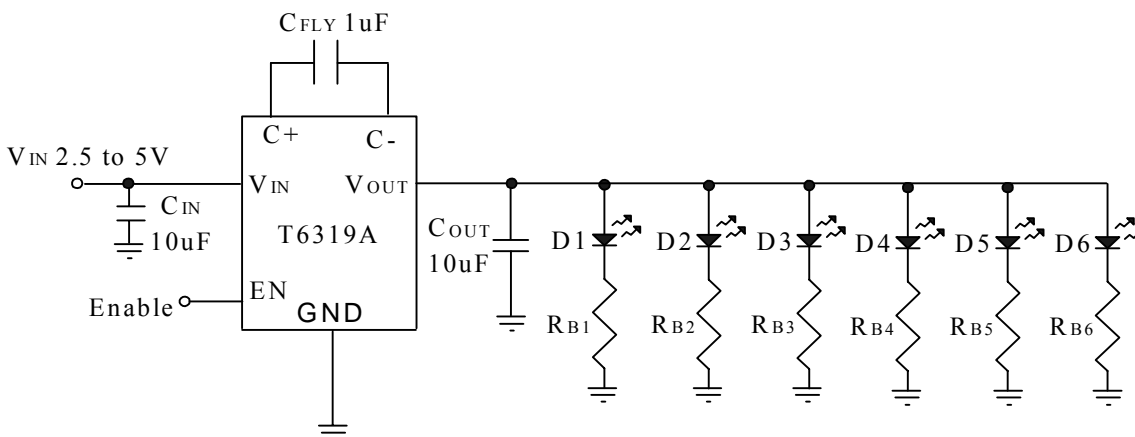 CFLY 1uF
C+ C-
VIN 2.5 to 5V
VIN VOUT
CIN
10uF
T6319A
COUT
10uF
D1 D2 D3 D4 D5 D6
Enable
EN
GND
RB1 RB2 RB3 RB4 RB5 RB6